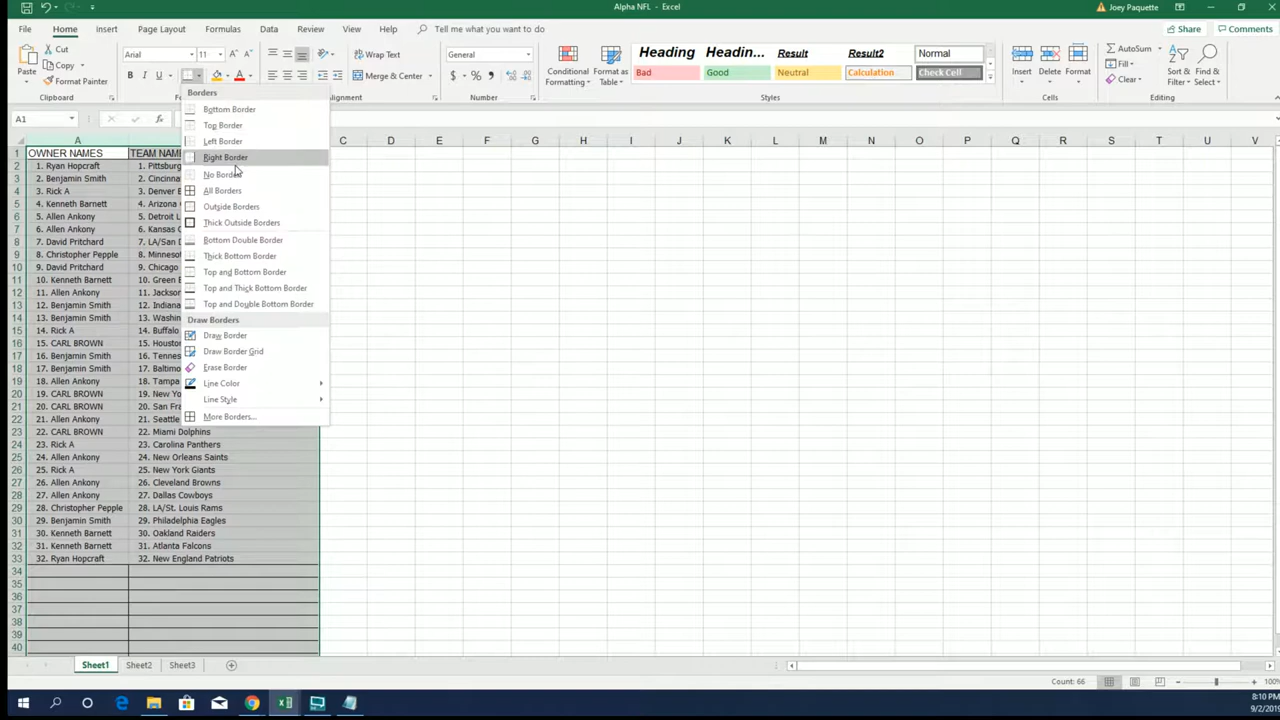 Alpha NFL - Excel
Joey Paquette
File Home Insert Page Layout Formulas Data Review View Help Tell me what you want to do
Share Comments
Paste
Cut
Copy
Format Painter
Clipboard
Arial 11
B U
Wrap Text
Merge & Center
Alignment
General
$ % ,
Number
Conditional Formatting
Format as Table
Heading Headin... Result Result2 Normal
Bad Good Neutral Calculation Check Cell
Styles
Insert Delete Format
Cells
AutoSum
Fill
Clear
Sort & Filter
Find & Select
Editing
A1
fx
Borders
Bottom Border
Top Border
Left Border
Right Border
No Border
All Borders
Outside Borders
Thick Outside Borders
Bottom Double Border
Thick Bottom Border
Top and Bottom Border
Top and Thick Bottom Border
Top and Double Bottom Border
Draw Borders
Draw Border
Draw Border Grid
Erase Border
Line Color
Line Style
More Borders...
A C D E F G H I J K L M N O P Q R S T U V
1 OWNER NAMES TEAM NAM
2 1. Ryan Hopcraft 1. Pittsburg
3 2. Benjamin Smith 2. Cincinna
4 3. Rick A 3. Denver B
5 4. Kenneth Barnett 4. Arizona C
6 5. Allen Ankony 5. Detroit L
7 6. Allen Ankony 6. Kansas C
8 7. David Pritchard 7. LA/San D
9 8. Christopher Pepple 8. Minnesot
10 9. David Pritchard 9. Chicago
11 10. Kenneth Barnett 10. Green B
12 11. Allen Ankony 11. Jackson
13 12. Benjamin Smith 12. Indiana
14 13. Benjamin Smith 13. Washin
15 14. Rick A 14. Buffalo
16 15. CARL BROWN 15. Houston
17 16. Benjamin Smith 16. Tennes
18 17. Benjamin Smith 17. Baltimo
19 18. Allen Ankony 18. Tampa
20 19. CARL BROWN 19. New Yo
21 20. CARL BROWN 20. San Fra
22 21. Allen Ankony 21. Seattle
23 22. CARL BROWN 22. Miami Dolphins
24 23. Rick A 23. Carolina Panthers
25 24. Allen Ankony 24. New Orleans Saints
26 25. Rick A 25. New York Giants
27 26. Allen Ankony 26. Cleveland Browns
28 27. Allen Ankony 27. Dallas Cowboys
29 28. Christopher Pepple 28. LA/St. Louis Rams
30 29. Benjamin Smith 29. Philadelphia Eagles
31 30. Kenneth Barnett 30. Oakland Raiders
32 31. Kenneth Barnett 31. Atlanta Falcons
33 32. Ryan Hopcraft 32. New England Patriots
34
35
36
37
38
39
40
Sheet1 Sheet2 Sheet3
Count: 66
100%
8:10 PM
9/2/2019